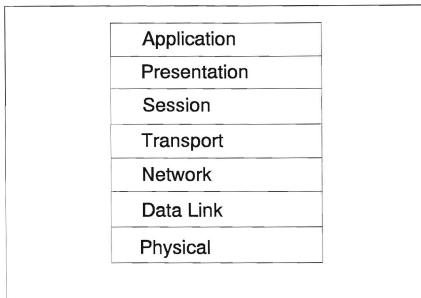 Application
Presentation
Session
Transport
Network
Data Link
Physical